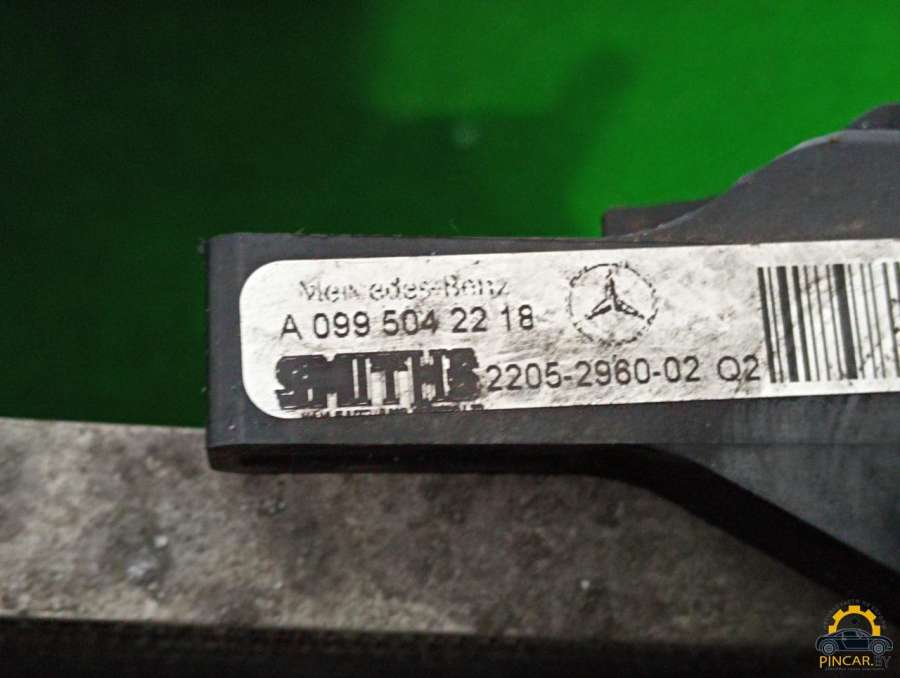 Mercedes-Benz
A 099 504 22 18
SMITHS 2205-2960-02 Q2
PINCAR.BY